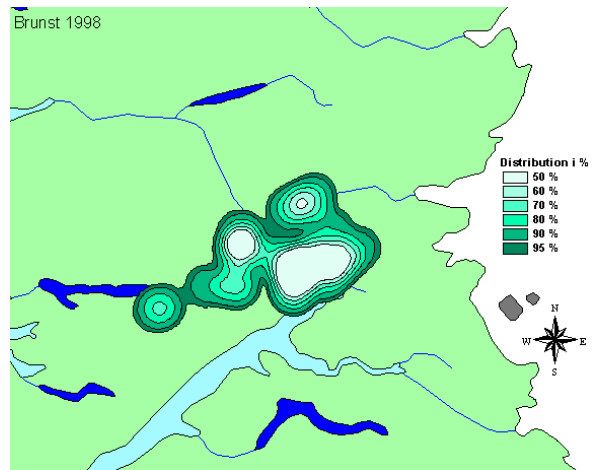 Brunst 1998
Distribution i %
50 %
60 %
70 %
80 %
90 %
95 %
N
W E
S